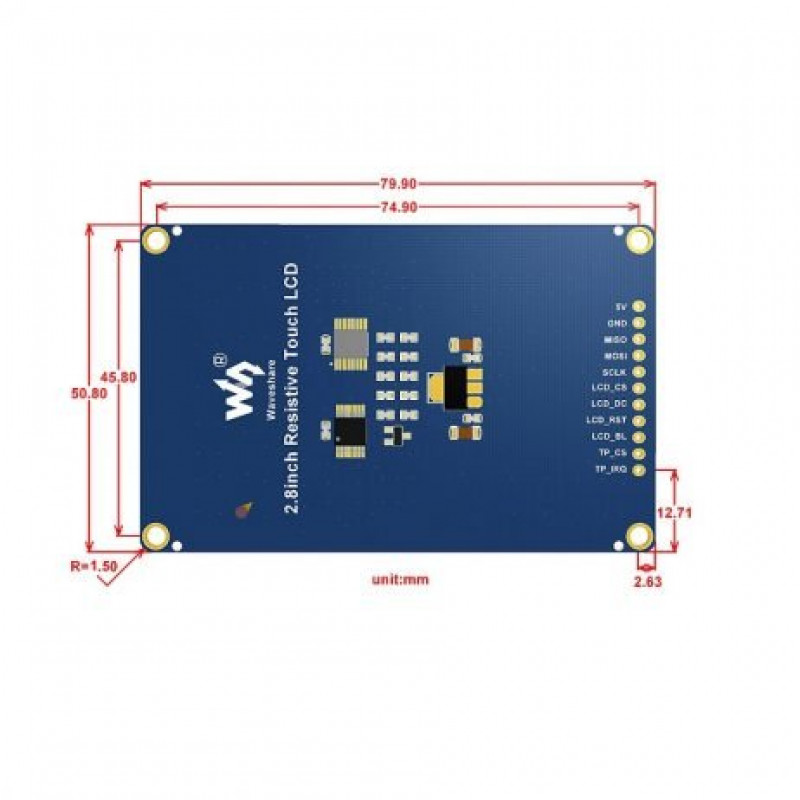 79.90
74.90
5V
GND
MISO
MOSI
SCLK
LCD_CS
LCD_DC
LCD_RST
LCD_BL
TP_CS
TP_IRQ
45.80
50.80
®
Waveshare
2.8inch Resistive Touch LCD
12.71
R=1.50
unit:mm
2.63